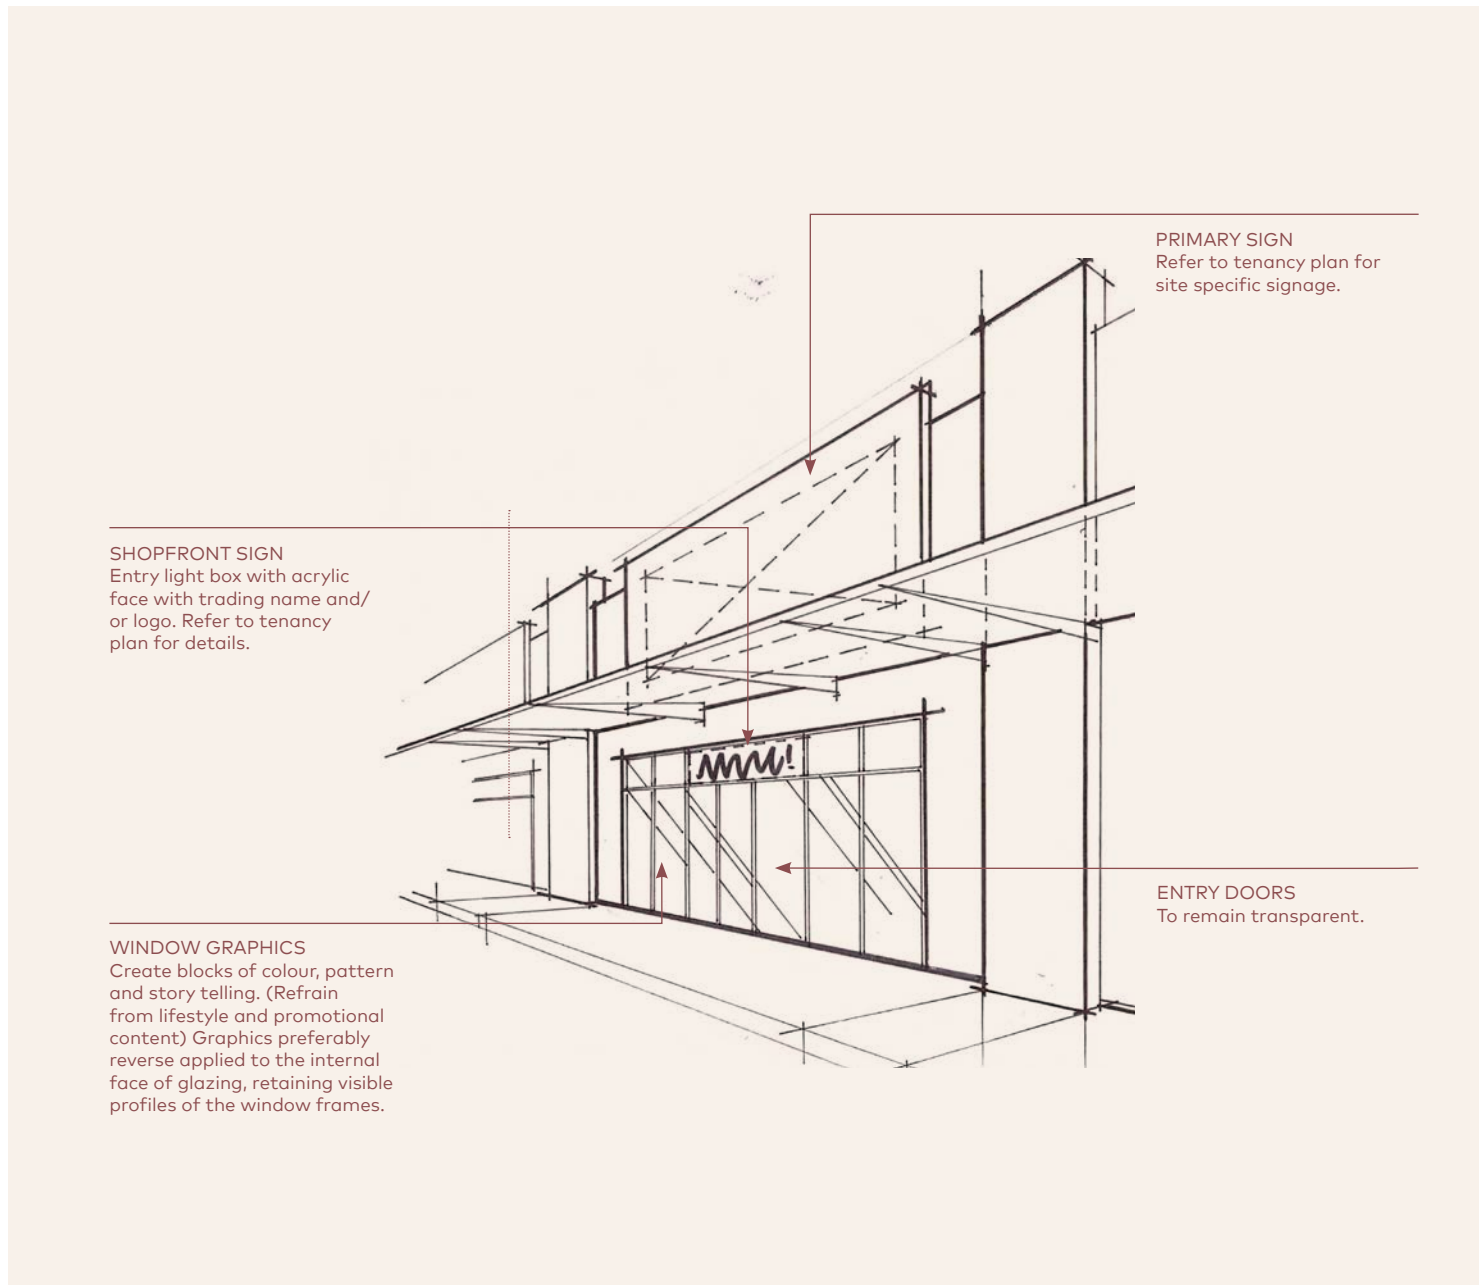 PRIMARY SIGN
Refer to tenancy plan for
site specific signage.
SHOPFRONT SIGN
Entry light box with acrylic
face with trading name and/
or logo. Refer to tenancy
plan for details.
ENTRY DOORS
To remain transparent.
WINDOW GRAPHICS
Create blocks of colour, pattern
and story telling. (Refrain
from lifestyle and promotional
content) Graphics preferably
reverse applied to the internal
face of glazing, retaining visible
profiles of the window frames.